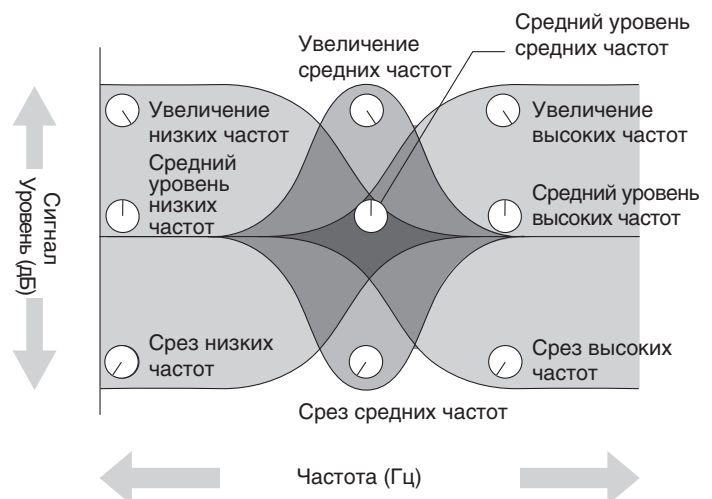 Средний уровень
средних частот
Увеличение
средних частот
Увеличение
низких частот
Увеличение
высоких частот
Средний
уровень
низких
частот
Средний уровень
высоких частот
Сигнал
Уровень (дБ)
Срез низких
частот
Срез высоких
частот
Срез средних частот
Частота (Гц)